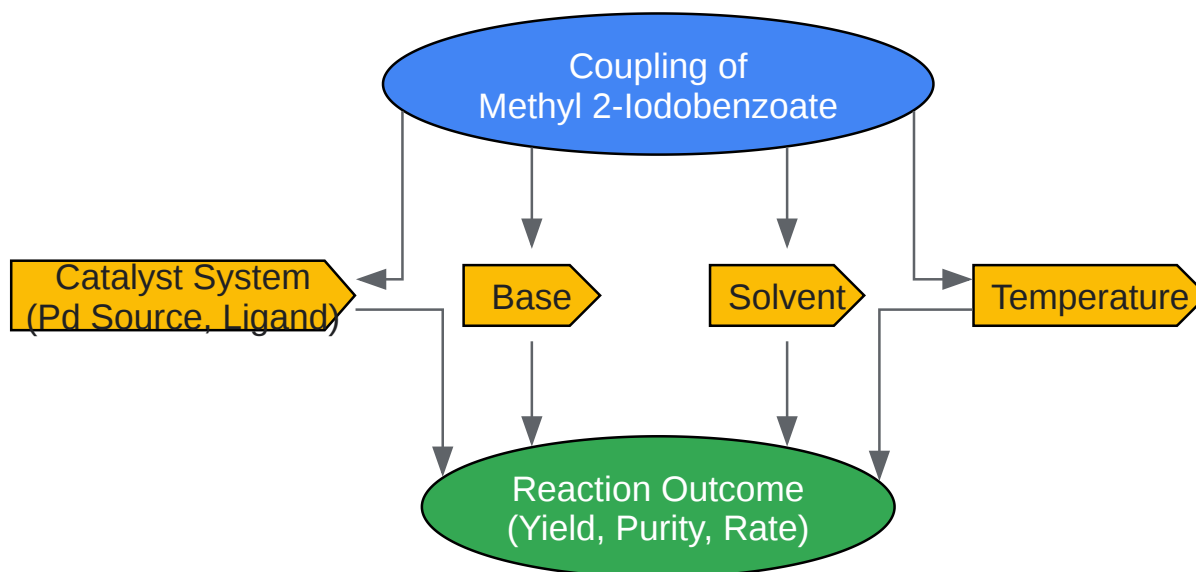 Coupling of
Methyl 2-Iodobenzoate
Catalyst System
(Pd Source, Ligand)
Base
Solvent
Temperature
Reaction Outcome
(Yield, Purity, Rate)